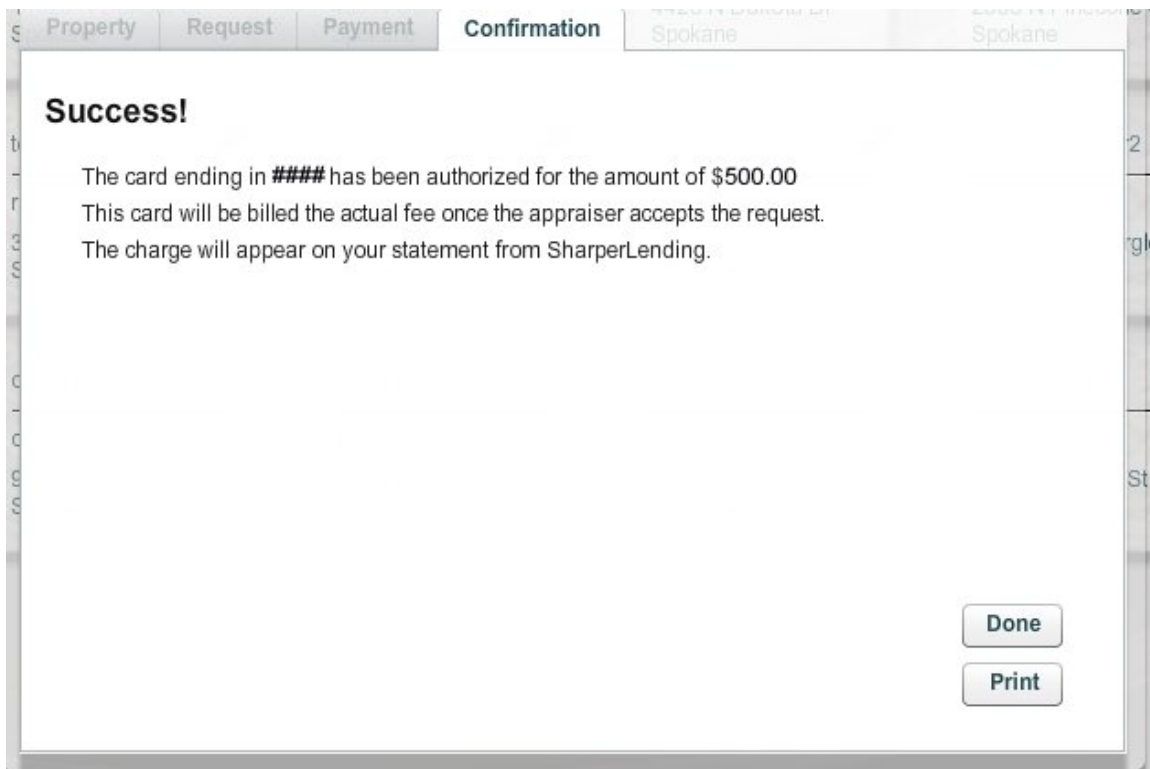 Property Request Payment Confirmation
Spokane Spokane
Success!
The card ending in #### has been authorized for the amount of $500.00
This card will be billed the actual fee once the appraiser accepts the request.
The charge will appear on your statement from SharperLending.
St
Done
Print